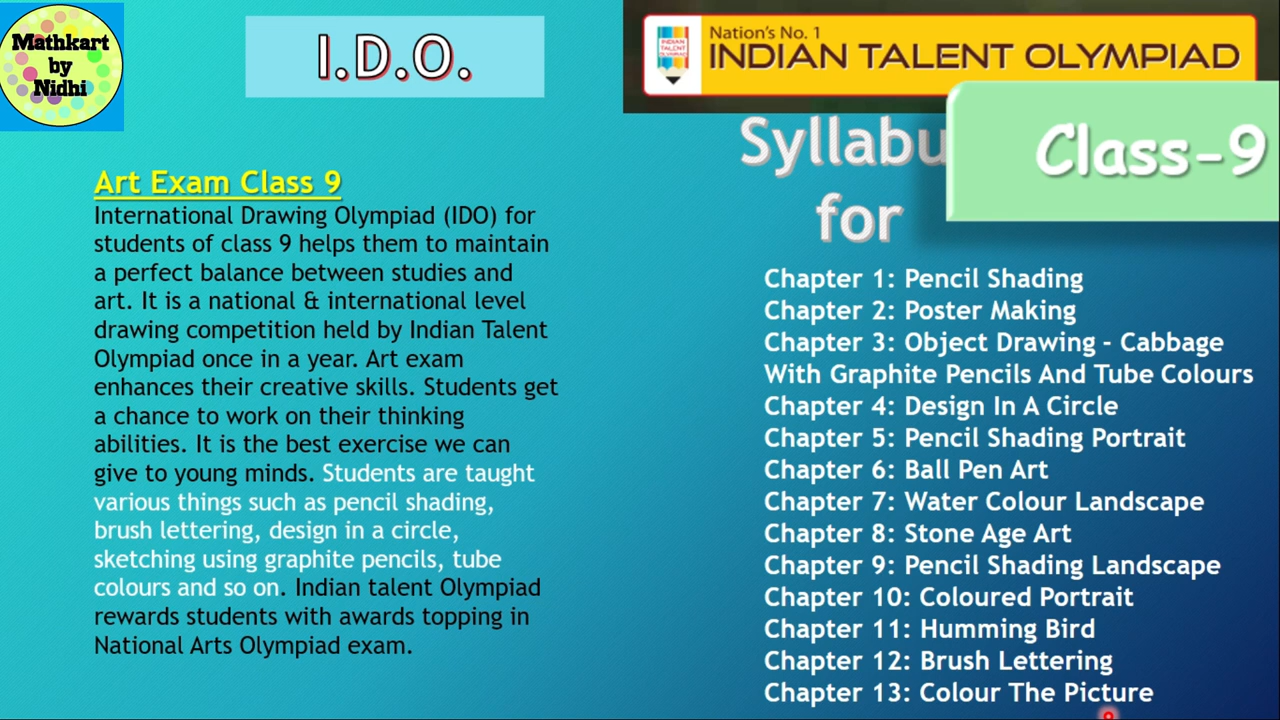 Mathkart
by
Nidhi
I.D.O.
Nation's No. 1
INDIAN TALENT OLYMPIAD
INDIAN
TALENT
OLYMPIAD
Syllabu
for
Class-9
Art Exam Class 9
International Drawing Olympiad (IDO) for
students of class 9 helps them to maintain
a perfect balance between studies and
art. It is a national & international level
drawing competition held by Indian Talent
Olympiad once in a year. Art exam
enhances their creative skills. Students get
a chance to work on their thinking
abilities. It is the best exercise we can
give to young minds. Students are taught
various things such as pencil shading,
brush lettering, design in a circle,
sketching using graphite pencils, tube
colours and so on. Indian talent Olympiad
rewards students with awards topping in
National Arts Olympiad exam.
Chapter 1: Pencil Shading
Chapter 2: Poster Making
Chapter 3: Object Drawing - Cabbage
With Graphite Pencils And Tube Colours
Chapter 4: Design In A Circle
Chapter 5: Pencil Shading Portrait
Chapter 6: Ball Pen Art
Chapter 7: Water Colour Landscape
Chapter 8: Stone Age Art
Chapter 9: Pencil Shading Landscape
Chapter 10: Coloured Portrait
Chapter 11: Humming Bird
Chapter 12: Brush Lettering
Chapter 13: Colour The Picture